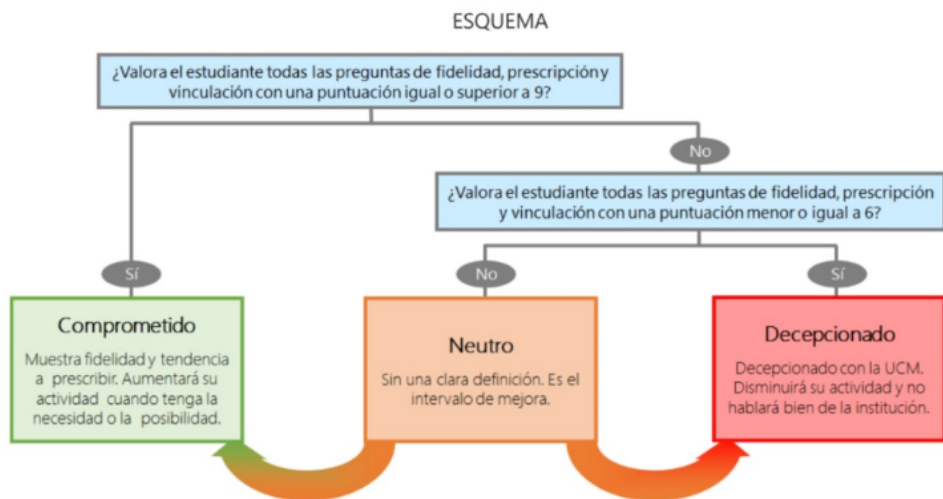 ESQUEMA
¿Valora el estudiante todas las preguntas de fidelidad, prescripción y
vinculación con una puntuación igual o superior a 9?
No
¿Valora el estudiante todas las preguntas de fidelidad, prescripción
y vinculación con una puntuación menor o igual a 6?
Sí
No
Sí
Comprometido
Muestra fidelidad y tendencia
a prescribir. Aumentará su
actividad cuando tenga la
necesidad o la posibilidad.
Neutro
Sin una clara definición. Es el
intervalo de mejora.
Decepcionado
Decepcionado con la UCM.
Disminuirá su actividad y no
hablará bien de la institución.